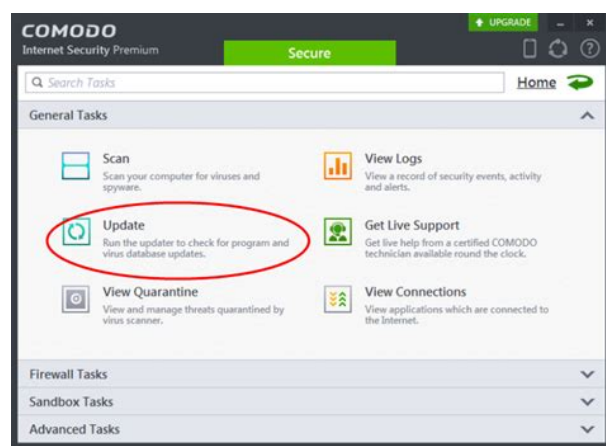 COMODO
UPGRADE
Internet Security Premium
Secure
Search Tasks
Home
General Tasks
Scan
Scan your computer for viruses and
spyware.
View Logs
View a record of security events, activity
and alerts.
Update
Run the updater to check for program and
virus database updates.
Get Live Support
Get live help from a certified COMODO
technician available round the clock.
View Quarantine
View and manage threats quarantined by
virus scanner.
View Connections
View applications which are connected to
the Internet.
Firewall Tasks
Sandbox Tasks
Advanced Tasks